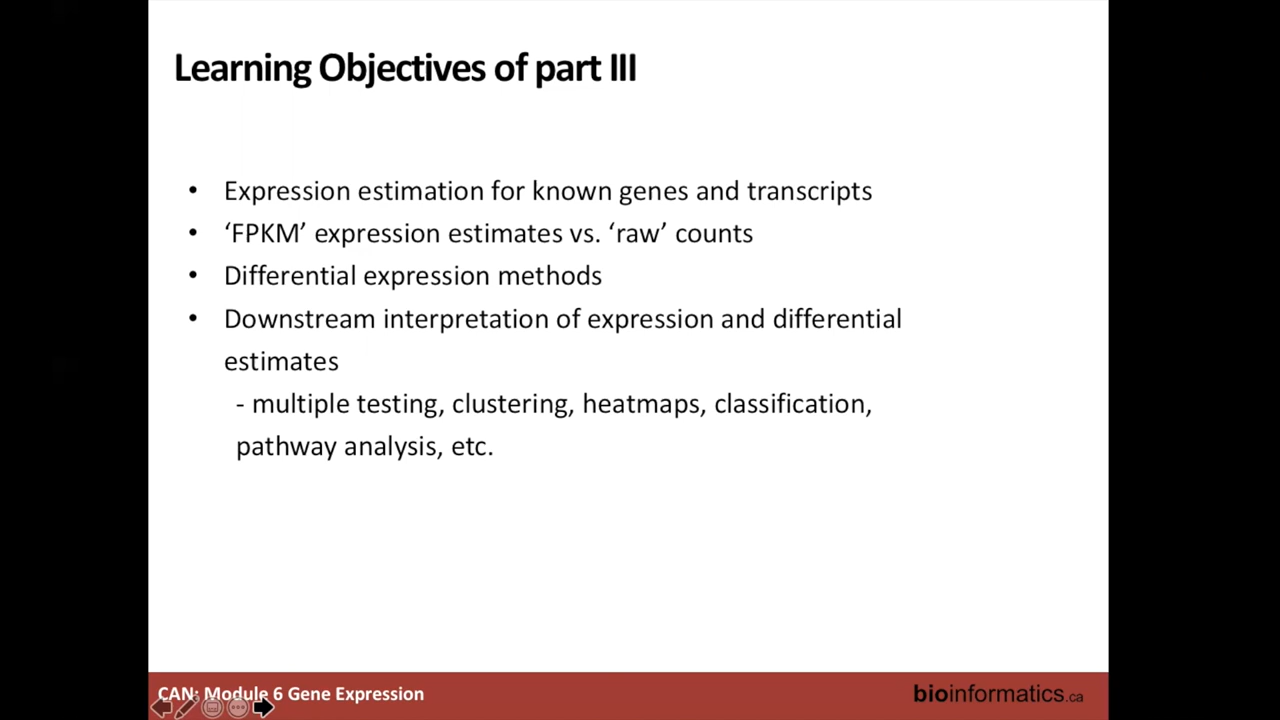 Learning Objectives of part III
• Expression estimation for known genes and transcripts
• ‘FPKM’ expression estimates vs. ‘raw’ counts
• Differential expression methods
• Downstream interpretation of expression and differential
estimates
- multiple testing, clustering, heatmaps, classification,
pathway analysis, etc.
CAN: Module 6 Gene Expression
bioinformatics.ca